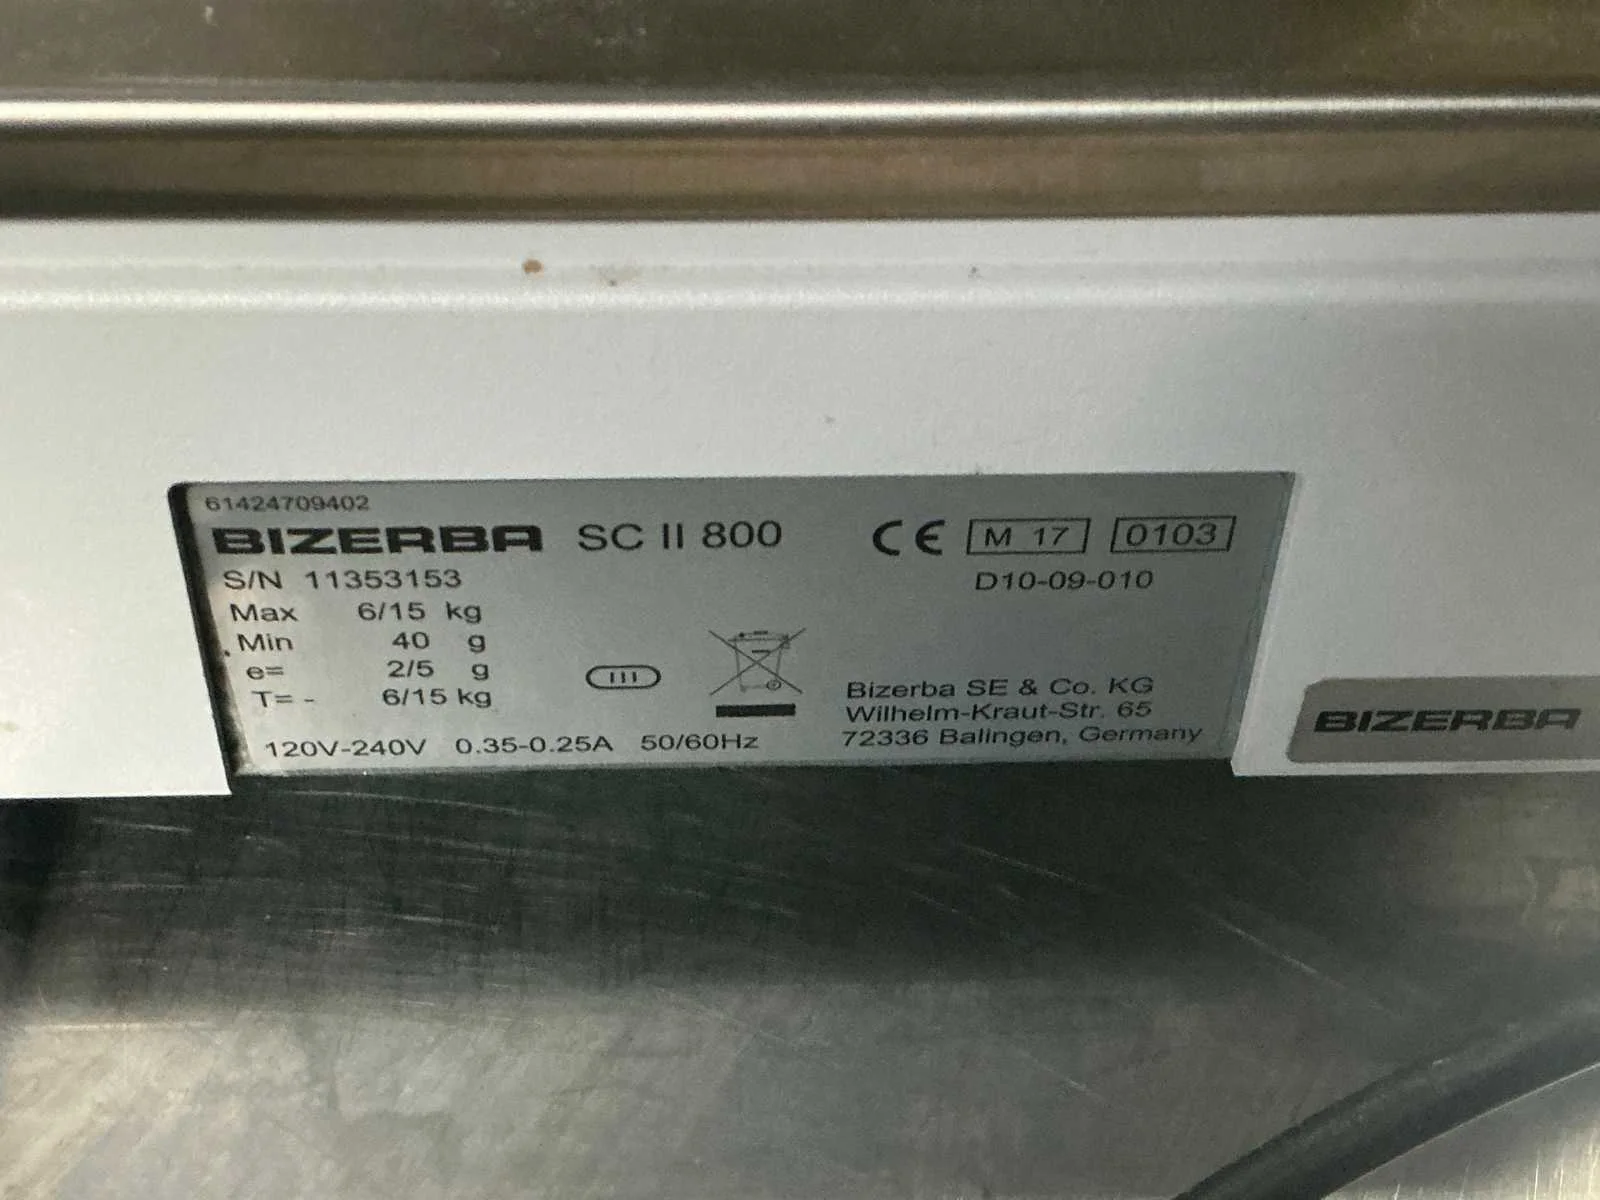 61424709402
BIZERBA SC II 800 CE M 17 0103
S/N 11353153 D10-09-010
Max 6/15 kg
Min 40 g
e= 2/5 g
T= - 6/15 kg
III
120V-240V 0.35-0.25A 50/60Hz
Bizerba SE & Co. KG
Wilhelm-Kraut-Str. 65
72336 Balingen, Germany
BIZERBA